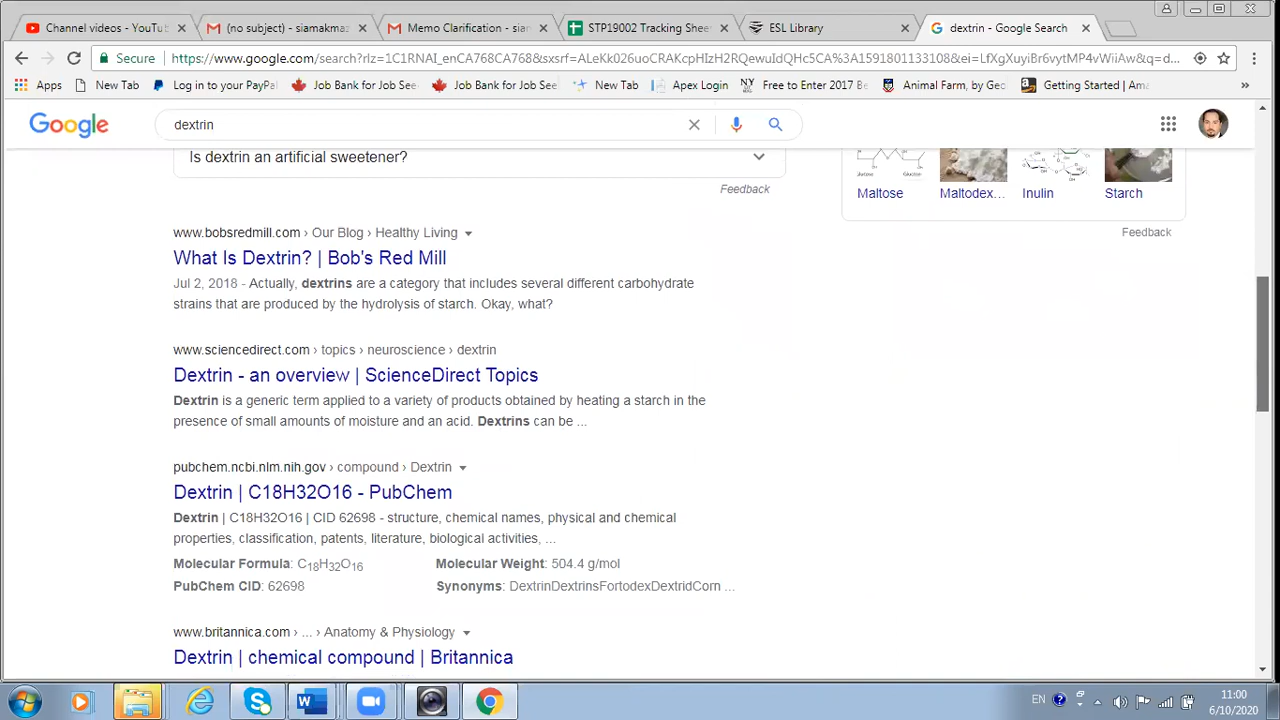 Channel videos - YouTub
(no subject) - siamakmaz
Memo Clarification - sian
STP19002 Tracking Sheet
ESL Library
dextrin - Google Search
Secure
https://www.google.com/search?rlz=1C1RNAI_enCA768CA768&sxsrf=ALeKk026uoCRAKcpHIzH2RQewuIdQHc5CA%3A1591801133108&ei=LfXgXuyiBr6vytMP4vWiiAw&q=d...
Apps
New Tab
Log in to your PayPal
Job Bank for Job See
Job Bank for Job See
New Tab
Apex Login
Free to Enter 2017 Be
Animal Farm, by Geo
Getting Started | Ama
»
Google
dextrin
Is dextrin an artificial sweetener?
Feedback
Maltose
Maltodex...
Inulin
Starch
Feedback
www.bobsredmill.com › Our Blog › Healthy Living
What Is Dextrin? | Bob's Red Mill
Jul 2, 2018 - Actually, dextrins are a category that includes several different carbohydrate
strains that are produced by the hydrolysis of starch. Okay, what?
www.sciencedirect.com › topics › neuroscience › dextrin
Dextrin - an overview | ScienceDirect Topics
Dextrin is a generic term applied to a variety of products obtained by heating a starch in the
presence of small amounts of moisture and an acid. Dextrins can be ...
pubchem.ncbi.nlm.nih.gov › compound › Dextrin
Dextrin | C18H32O16 - PubChem
Dextrin | C18H32O16 | CID 62698 - structure, chemical names, physical and chemical
properties, classification, patents, literature, biological activities, ...
Molecular Formula: C18H32O16
Molecular Weight: 504.4 g/mol
PubChem CID: 62698
Synonyms: DextrinDextrinsFortodexDextridCorn ...
www.britannica.com › ... › Anatomy & Physiology
Dextrin | chemical compound | Britannica
EN
11:00
6/10/2020